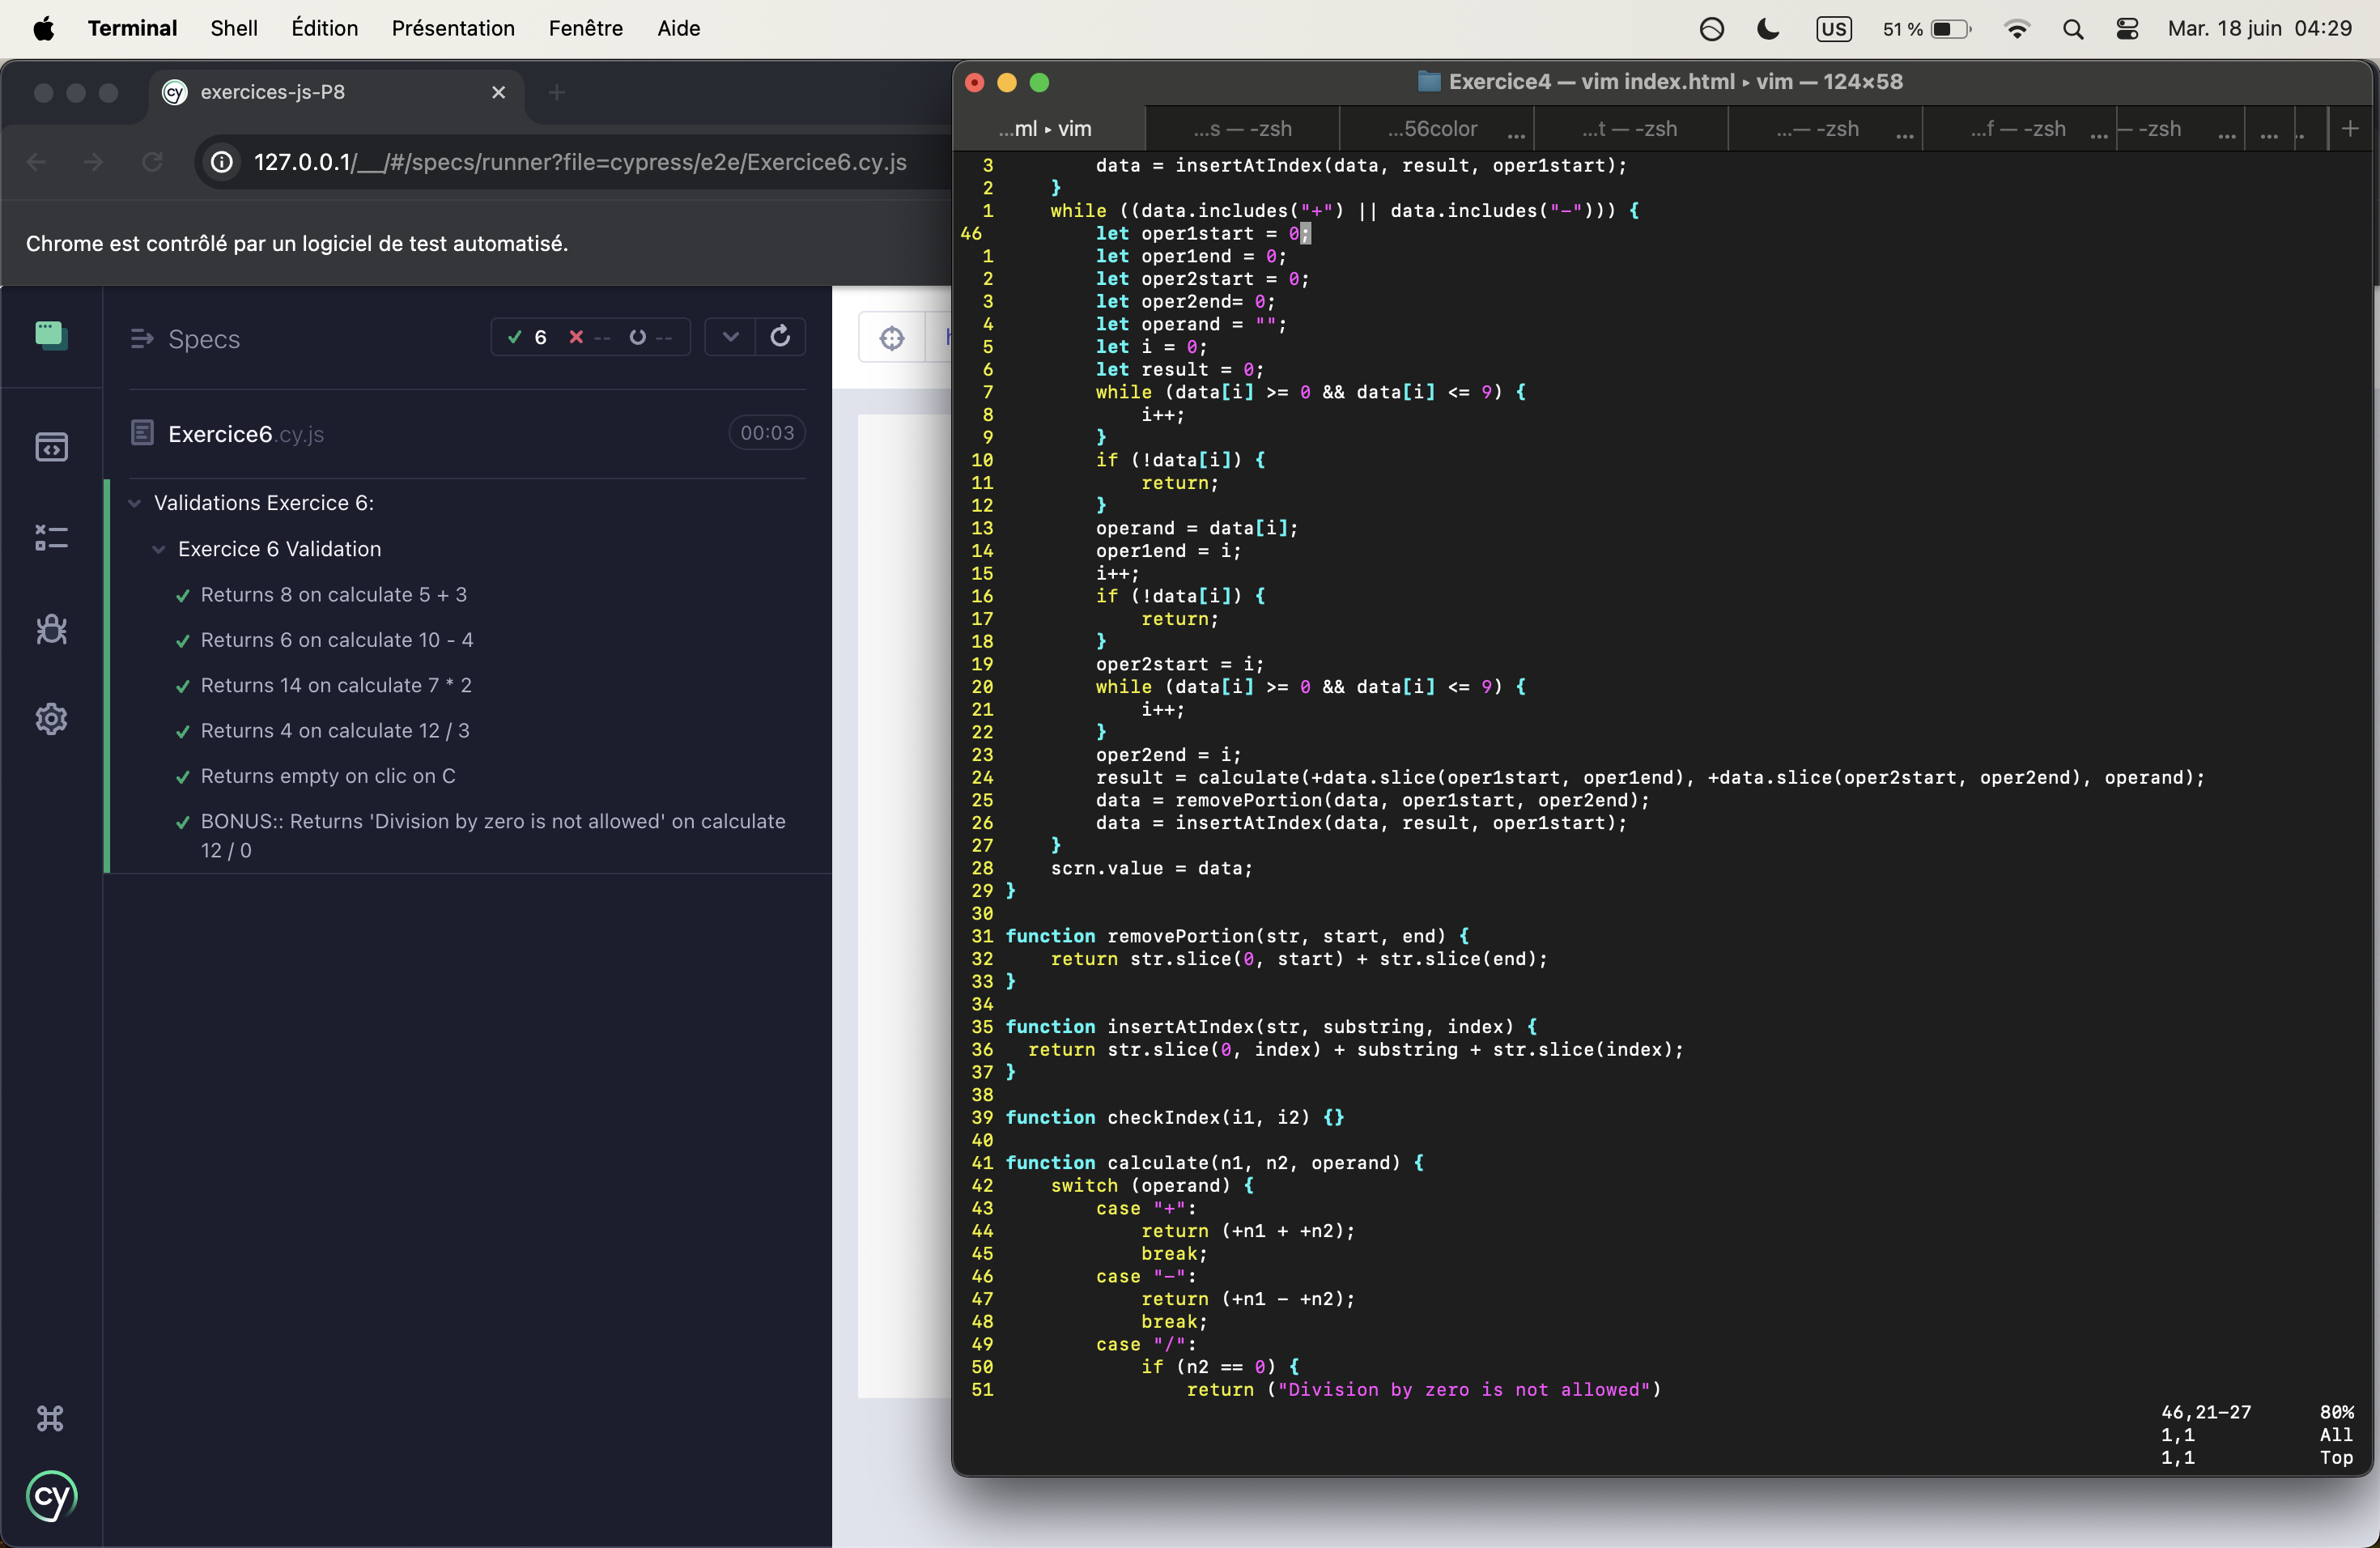 Terminal Shell Édition Présentation Fenêtre Aide
US 51 % Mar. 18 juin 04:29
exercices-js-P8
127.0.0.1/__/#/specs/runner?file=cypress/e2e/Exercice6.cy.js
Chrome est contrôlé par un logiciel de test automatisé.
Specs
6 -- --
Exercice6.cy.js
00:03
Validations Exercice 6:
Exercice 6 Validation
Returns 8 on calculate 5 + 3
Returns 6 on calculate 10 - 4
Returns 14 on calculate 7 * 2
Returns 4 on calculate 12 / 3
Returns empty on clic on C
BONUS:: Returns 'Division by zero is not allowed' on calculate
12 / 0
cy
Exercice4 — vim index.html ▸ vim — 124×58
...ml ▸ vim ...s — -zsh ...56color ... ...t — -zsh ...— -zsh ... ...f — -zsh ... — -zsh ... ...
3 data = insertAtIndex(data, result, oper1start);
2 }
1 while ((data.includes("+") || data.includes("-"))) {
46 let oper1start = 0;
1 let oper1end = 0;
2 let oper2start = 0;
3 let oper2end= 0;
4 let operand = "";
5 let i = 0;
6 let result = 0;
7 while (data[i] >= 0 && data[i] <= 9) {
8 i++;
9 }
10 if (!data[i]) {
11 return;
12 }
13 operand = data[i];
14 oper1end = i;
15 i++;
16 if (!data[i]) {
17 return;
18 }
19 oper2start = i;
20 while (data[i] >= 0 && data[i] <= 9) {
21 i++;
22 }
23 oper2end = i;
24 result = calculate(+data.slice(oper1start, oper1end), +data.slice(oper2start, oper2end), operand);
25 data = removePortion(data, oper1start, oper2end);
26 data = insertAtIndex(data, result, oper1start);
27 }
28 scrn.value = data;
29 }
30
31 function removePortion(str, start, end) {
32 return str.slice(0, start) + str.slice(end);
33 }
34
35 function insertAtIndex(str, substring, index) {
36 return str.slice(0, index) + substring + str.slice(index);
37 }
38
39 function checkIndex(i1, i2) {}
40
41 function calculate(n1, n2, operand) {
42 switch (operand) {
43 case "+":
44 return (+n1 + +n2);
45 break;
46 case "-":
47 return (+n1 - +n2);
48 break;
49 case "/":
50 if (n2 == 0) {
51 return ("Division by zero is not allowed")
46,21-27 80%
1,1 All
1,1 Top